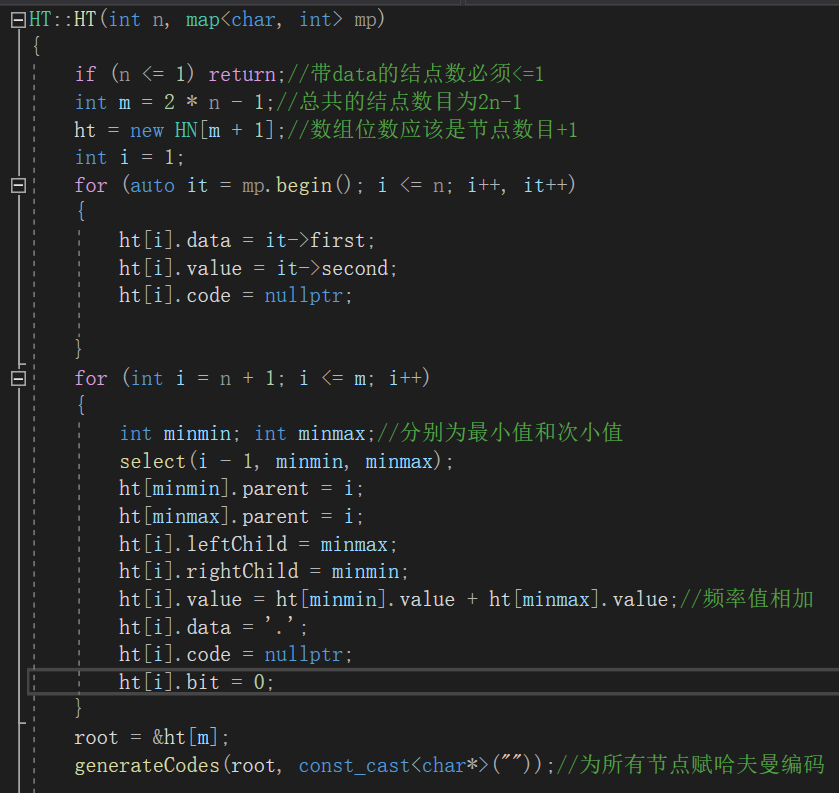 HT::HT(int n, map<char, int> mp)
{
if (n <= 1) return;//带data的结点数必须<=1
int m = 2 * n - 1;//总共的结点数目为2n-1
ht = new HN[m + 1];//数组位数应该是节点数目+1
int i = 1;
for (auto it = mp.begin(); i <= n; i++, it++)
{
ht[i].data = it->first;
ht[i].value = it->second;
ht[i].code = nullptr;
}
for (int i = n + 1; i <= m; i++)
{
int minmin; int minmax;//分别为最小值和次小值
select(i - 1, minmin, minmax);
ht[minmin].parent = i;
ht[minmax].parent = i;
ht[i].leftChild = minmax;
ht[i].rightChild = minmin;
ht[i].value = ht[minmin].value + ht[minmax].value;//频率值相加
ht[i].data = '.';
ht[i].code = nullptr;
ht[i].bit = 0;
}
root = &ht[m];
generateCodes(root, const_cast<char*>(""));//为所有节点赋哈夫曼编码